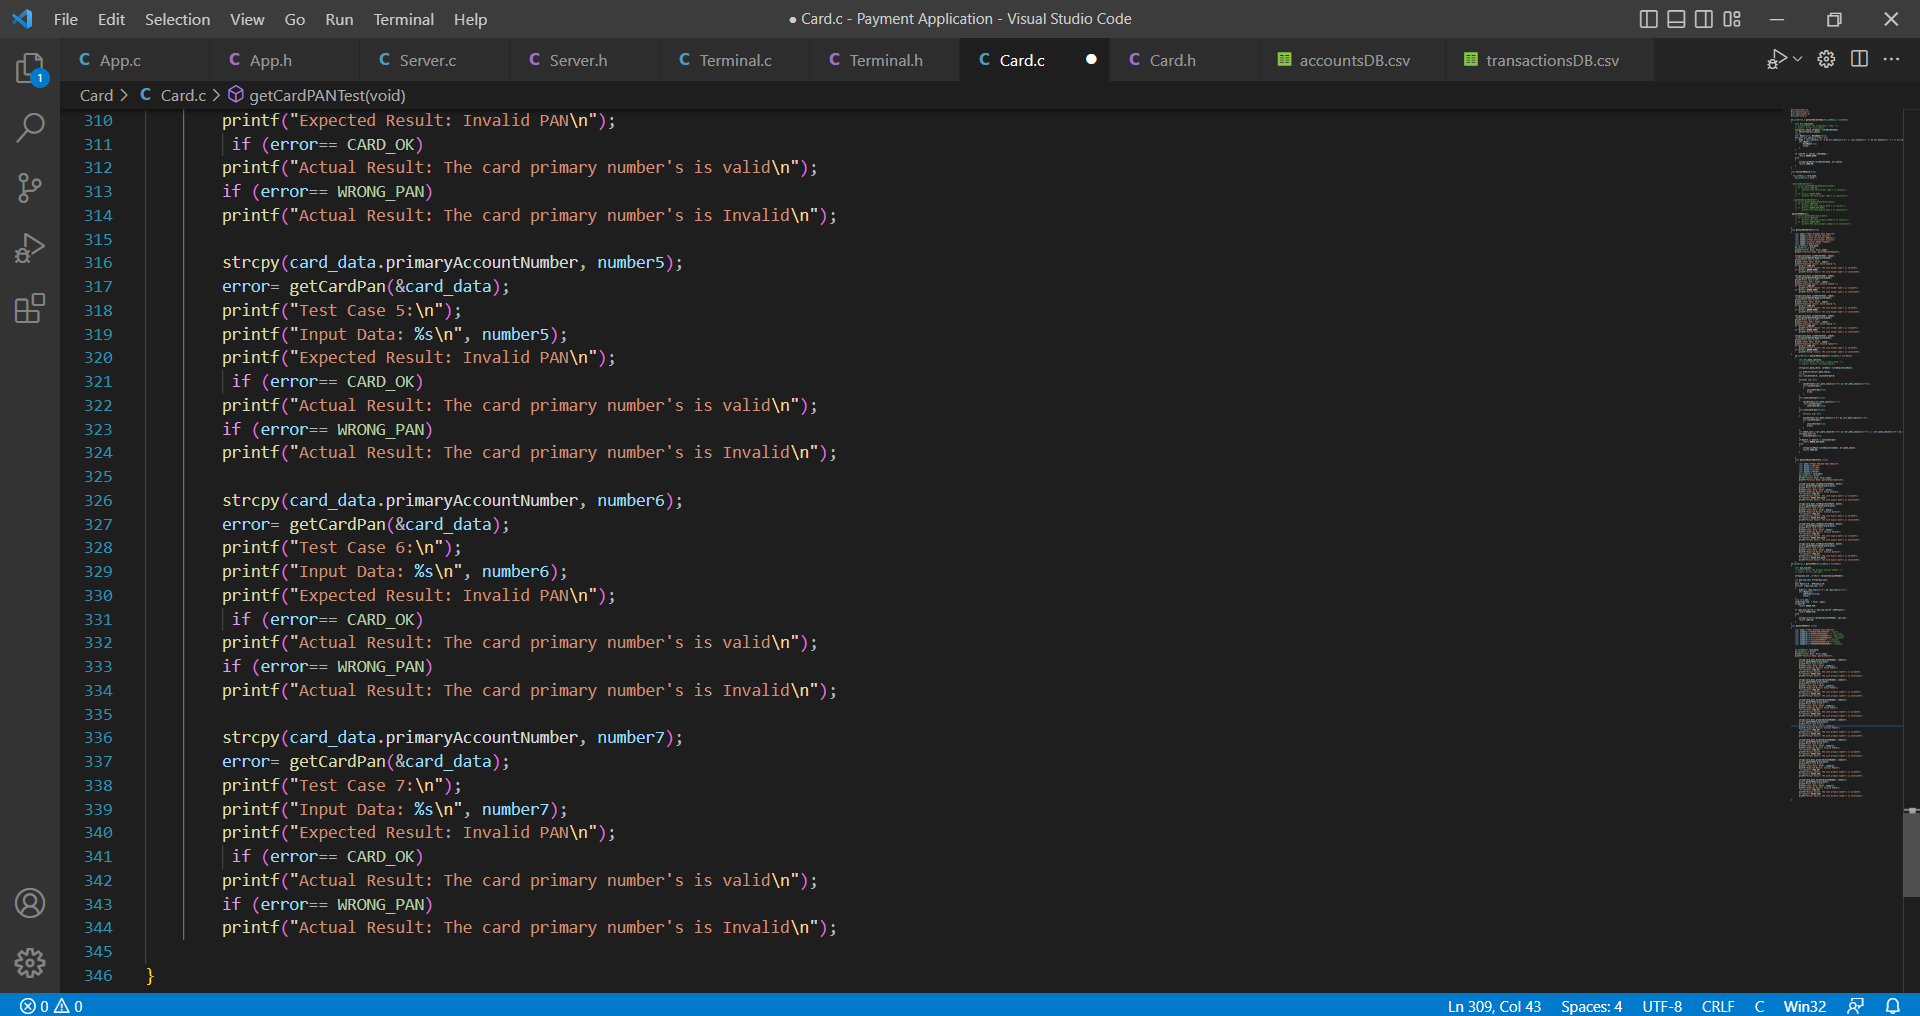 File Edit Selection View Go Run Terminal Help ● Card.c - Payment Application - Visual Studio Code
C App.c C App.h C Server.c C Server.h C Terminal.c C Terminal.h C Card.c C Card.h accountsDB.csv transactionsDB.csv
Card > C Card.c > getCardPANTest(void)
1
310 printf("Expected Result: Invalid PAN\n");
311 if (error== CARD_OK)
312 printf("Actual Result: The card primary number's is valid\n");
313 if (error== WRONG_PAN)
314 printf("Actual Result: The card primary number's is Invalid\n");
315
316 strcpy(card_data.primaryAccountNumber, number5);
317 error= getCardPan(&card_data);
318 printf("Test Case 5:\n");
319 printf("Input Data: %s\n", number5);
320 printf("Expected Result: Invalid PAN\n");
321 if (error== CARD_OK)
322 printf("Actual Result: The card primary number's is valid\n");
323 if (error== WRONG_PAN)
324 printf("Actual Result: The card primary number's is Invalid\n");
325
326 strcpy(card_data.primaryAccountNumber, number6);
327 error= getCardPan(&card_data);
328 printf("Test Case 6:\n");
329 printf("Input Data: %s\n", number6);
330 printf("Expected Result: Invalid PAN\n");
331 if (error== CARD_OK)
332 printf("Actual Result: The card primary number's is valid\n");
333 if (error== WRONG_PAN)
334 printf("Actual Result: The card primary number's is Invalid\n");
335
336 strcpy(card_data.primaryAccountNumber, number7);
337 error= getCardPan(&card_data);
338 printf("Test Case 7:\n");
339 printf("Input Data: %s\n", number7);
340 printf("Expected Result: Invalid PAN\n");
341 if (error== CARD_OK)
342 printf("Actual Result: The card primary number's is valid\n");
343 if (error== WRONG_PAN)
344 printf("Actual Result: The card primary number's is Invalid\n");
345
346 }
0 0 Ln 309, Col 43 Spaces: 4 UTF-8 CRLF C Win32